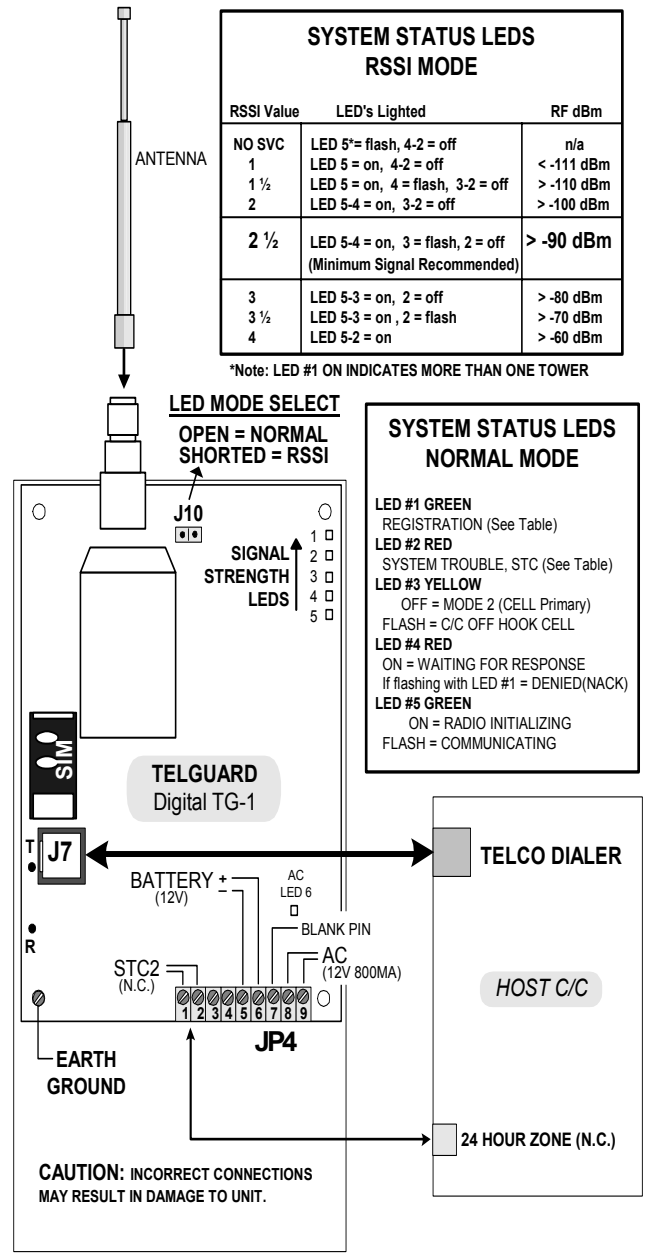 SYSTEM STATUS LEDS
RSSI MODE
RSSI Value LED's Lighted RF dBm
NO SVC LED 5*= flash, 4-2 = off n/a
1 LED 5 = on, 4-2 = off < -111 dBm
1 ½ LED 5 = on, 4 = flash, 3-2 = off > -110 dBm
2 LED 5-4 = on, 3-2 = off > -100 dBm
2 ½ LED 5-4 = on, 3 = flash, 2 = off > -90 dBm
(Minimum Signal Recommended)
3 LED 5-3 = on, 2 = off > -80 dBm
3 ½ LED 5-3 = on , 2 = flash > -70 dBm
4 LED 5-2 = on > -60 dBm
*Note: LED #1 ON INDICATES MORE THAN ONE TOWER
ANTENNA
LED MODE SELECT
OPEN = NORMAL
SHORTED = RSSI
J10
SIGNAL
STRENGTH
LEDS
1
2
3
4
5
SYSTEM STATUS LEDS
NORMAL MODE
LED #1 GREEN
REGISTRATION (See Table)
LED #2 RED
SYSTEM TROUBLE, STC (See Table)
LED #3 YELLOW
OFF = MODE 2 (CELL Primary)
FLASH = C/C OFF HOOK CELL
LED #4 RED
ON = WAITING FOR RESPONSE
If flashing with LED #1 = DENIED(NACK)
LED #5 GREEN
ON = RADIO INITIALIZING
FLASH = COMMUNICATING
SIM
TELGUARD
Digital TG-1
T
J7
R
TELCO DIALER
BATTERY + –
(12V)
AC
LED 6
BLANK PIN
AC
(12V 800MA)
STC2
(N.C.)
1 2 3 4 5 6 7 8 9
JP4
HOST C/C
EARTH
GROUND
24 HOUR ZONE (N.C.)
CAUTION: INCORRECT CONNECTIONS
MAY RESULT IN DAMAGE TO UNIT.